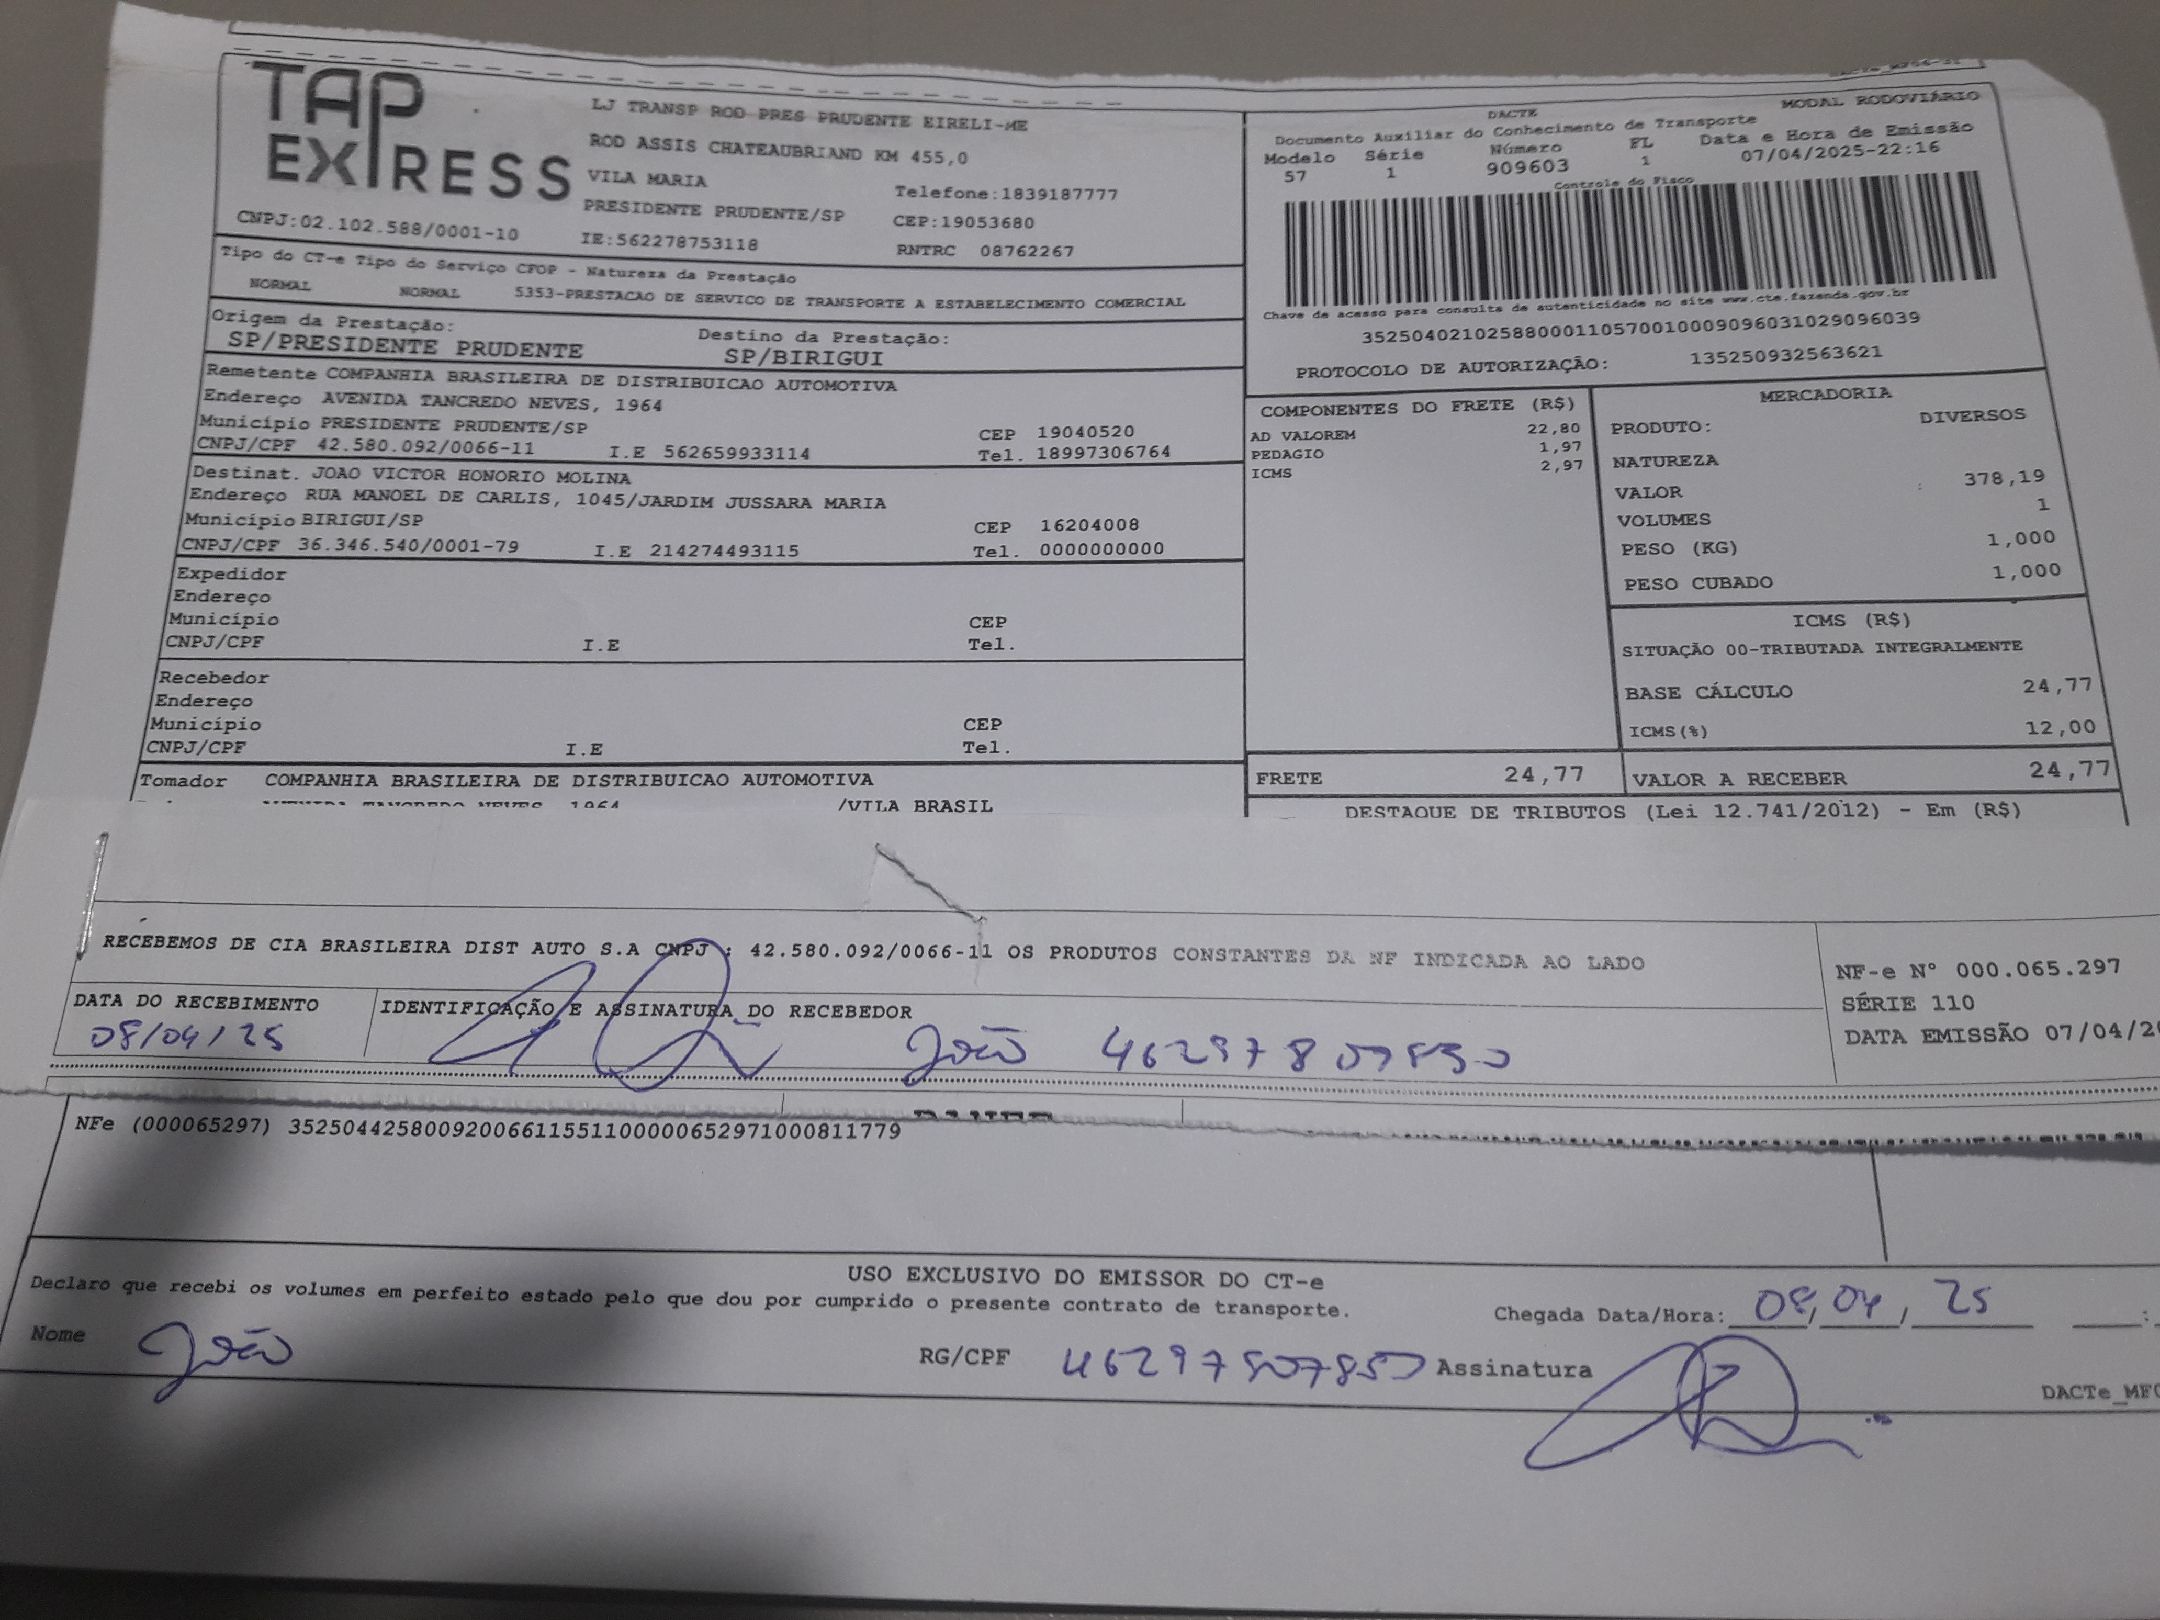 TAP EXPRESS
LJ TRANSP ROD PRES PRUDENTE EIRELI-ME
ROD ASSIS CHATEAUBRIAND KM 455,0
VILA MARIA Telefone:1839187777
PRESIDENTE PRUDENTE/SP CEP:19053680
CNPJ:02.102.588/0001-10 IE:562278753118 RNTRC 08762267
Tipo do CT-e Tipo do Serviço CFOP - Natureza da Prestação
NORMAL NORMAL 5353-PRESTACAO DE SERVICO DE TRANSPORTE A ESTABELECIMENTO COMERCIAL
Origem da Prestação: Destino da Prestação:
SP/PRESIDENTE PRUDENTE SP/BIRIGUI
Remetente COMPANHIA BRASILEIRA DE DISTRIBUICAO AUTOMOTIVA
Endereço AVENIDA TANCREDO NEVES, 1964
Município PRESIDENTE PRUDENTE/SP CEP 19040520
CNPJ/CPF 42.580.092/0066-11 I.E 562659933114 Tel. 18997306764
Destinat. JOAO VICTOR HONORIO MOLINA
Endereço RUA MANOEL DE CARLIS, 1045/JARDIM JUSSARA MARIA
Município BIRIGUI/SP CEP 16204008
CNPJ/CPF 36.346.540/0001-79 I.E 214274493115 Tel. 0000000000
Expedidor
Endereço
Município CEP
CNPJ/CPF I.E Tel.
Recebedor
Endereço
Município CEP
CNPJ/CPF I.E Tel.
Tomador COMPANHIA BRASILEIRA DE DISTRIBUICAO AUTOMOTIVA
AVENIDA TANCREDO NEVES, 1964 /VILA BRASIL
DACTE MODAL RODOVIÁRIO
Documento Auxiliar do Conhecimento de Transporte
Modelo Série Número FL Data e Hora de Emissão
57 1 909603 1 07/04/2025-22:16
Controle do Fisco
Chave de acesso para consulta de autenticidade no site www.cte.fazenda.gov.br
35250402102588000110570010009096031029096039
PROTOCOLO DE AUTORIZAÇÃO: 135250932563621
COMPONENTES DO FRETE (R$)
AD VALOREM 22,80
PEDAGIO 1,97
ICMS 2,97
MERCADORIA
PRODUTO: DIVERSOS
NATUREZA
VALOR : 378,19
VOLUMES 1
PESO (KG) 1,000
PESO CUBADO 1,000
ICMS (R$)
SITUAÇÃO 00-TRIBUTADA INTEGRALMENTE
BASE CÁLCULO 24,77
ICMS(%) 12,00
FRETE 24,77 VALOR A RECEBER 24,77
DESTAQUE DE TRIBUTOS (Lei 12.741/2012) - Em (R$)
RECEBEMOS DE CIA BRASILEIRA DIST AUTO S.A CNPJ : 42.580.092/0066-11 OS PRODUTOS CONSTANTES DA NF INDICADA AO LADO
DATA DO RECEBIMENTO IDENTIFICAÇÃO E ASSINATURA DO RECEBEDOR
08/04/25 João
NF-e Nº 000.065.297
SÉRIE 110
DATA EMISSÃO 07/04/20
NFe (000065297) 35250442580092006611551100000652971000811779
USO EXCLUSIVO DO EMISSOR DO CT-e
Declaro que recebi os volumes em perfeito estado pelo que dou por cumprido o presente contrato de transporte.
Chegada Data/Hora: 08/04/25 :
Nome João RG/CPF 46297807850 Assinatura
DACTe_MF